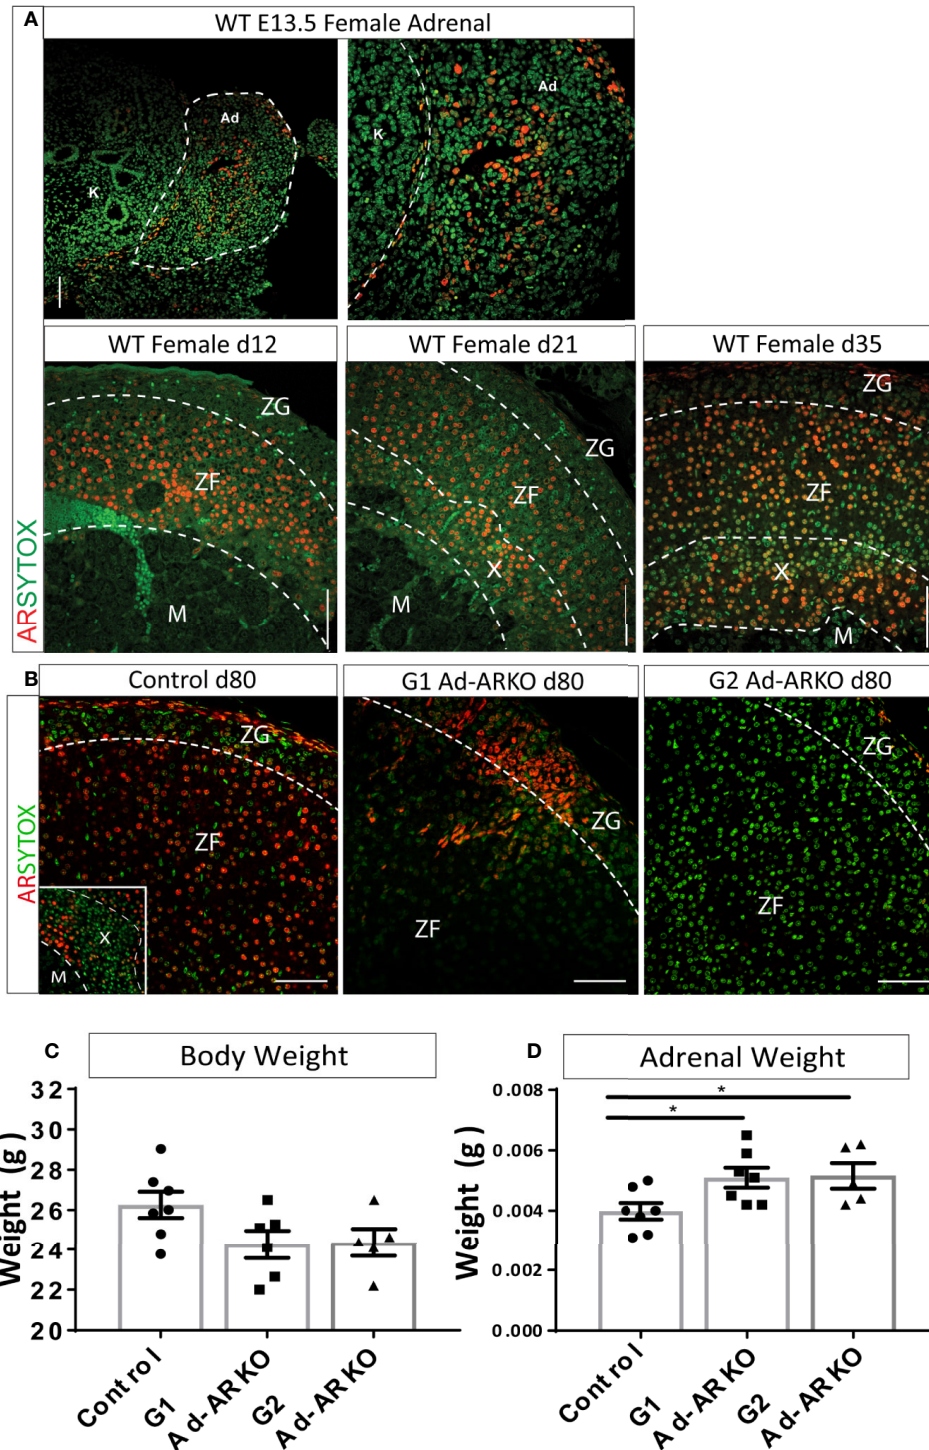 A
WT E13.5 Female Adrenal
Ad
K
Ad
K
WT Female d12
WT Female d21
WT Female d35
ARSYTOX
ZG
ZF
M
ZG
ZF
X
M
ZG
ZF
X
M
B
Control d80
G1 Ad-ARKO d80
G2 Ad-ARKO d80
ARSYTOX
ZG
ZF
X
M
ZG
ZF
ZG
ZF
C
Body Weight
Weight (g)
32
30
28
26
24
22
20
Control
G1
Ad-ARKO
G2
Ad-ARKO
D
Adrenal Weight
Weight (g)
0.008
0.006
0.004
0.002
0.000
*
*
Control
G1
Ad-ARKO
G2
Ad-ARKO